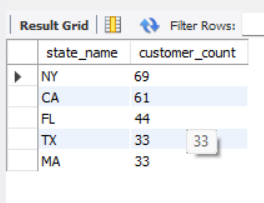 Result Grid Filter Rows:
state_name customer_count
NY 69
CA 61
FL 44
TX 33 33
MA 33